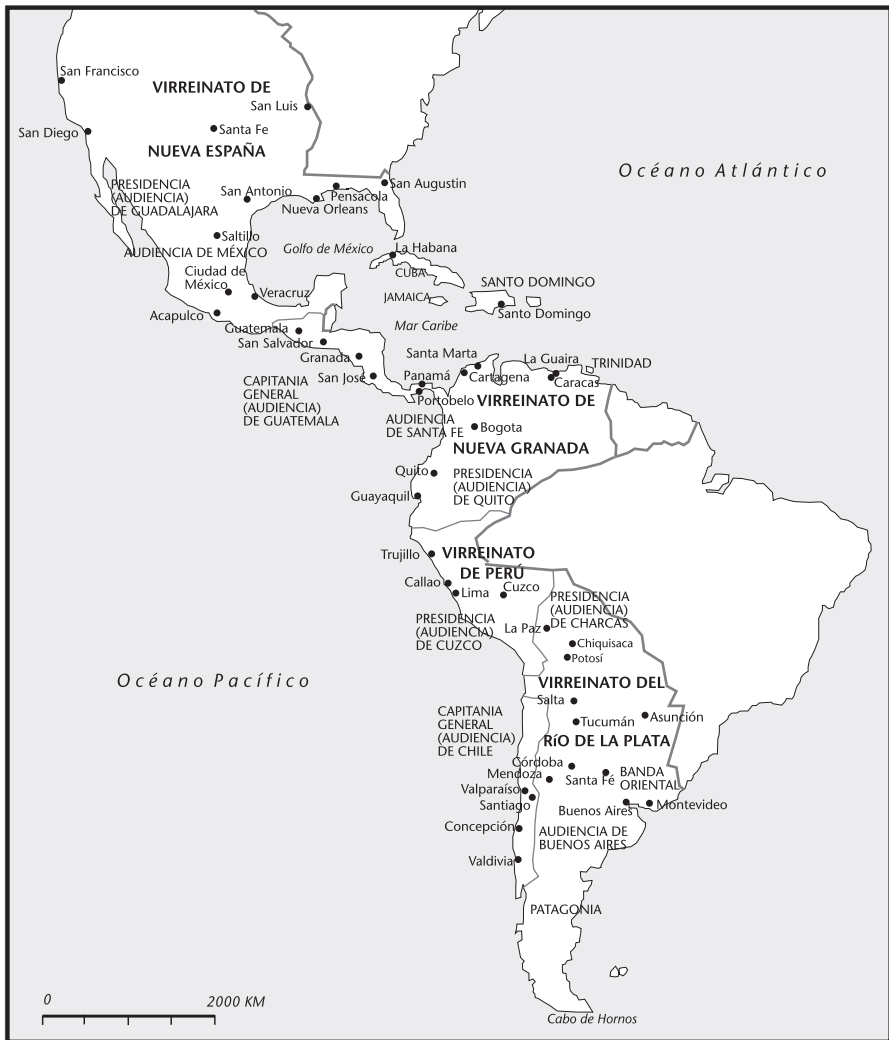 San Francisco
VIRREINATO DE
San Luis
San Diego
Santa Fe
NUEVA ESPAÑA
Océano Atlántico
PRESIDENCIA
(AUDIENCIA)
DE GUADALAJARA
San Antonio
San Augustin
Pensacola
Nueva Orleans
Saltillo
AUDIENCIA DE MÉXICO
Golfo de México
La Habana
CUBA
Ciudad de
México
Veracruz
JAMAICA
SANTO DOMINGO
Santo Domingo
Acapulco
Guatemala
Mar Caribe
San Salvador
Granada
Santa Marta
La Guaira
TRINIDAD
San José
Panamá
Cartagena
Caracas
CAPITANIA
GENERAL
(AUDIENCIA)
DE GUATEMALA
Portobelo
VIRREINATO DE
AUDIENCIA
DE SANTA FE
Bogota
NUEVA GRANADA
Quito
PRESIDENCIA
(AUDIENCIA)
DE QUITO
Guayaquil
Trujillo
VIRREINATO
DE PERÚ
Callao
Lima
Cuzco
PRESIDENCIA
(AUDIENCIA)
DE CHARCAS
PRESIDENCIA
(AUDIENCIA)
DE CUZCO
La Paz
Chiquisaca
Potosí
Océano Pacífico
VIRREINATO DEL
Salta
CAPITANIA
GENERAL
(AUDIENCIA)
DE CHILE
Tucumán
Asunción
RíO DE LA PLATA
Córdoba
Mendoza
Santa Fé
BANDA
ORIENTAL
Valparaíso
Santiago
Buenos Aires
Montevideo
Concepción
AUDIENCIA DE
BUENOS AIRES
Valdivia
PATAGONIA
0 2000 KM
Cabo de Hornos